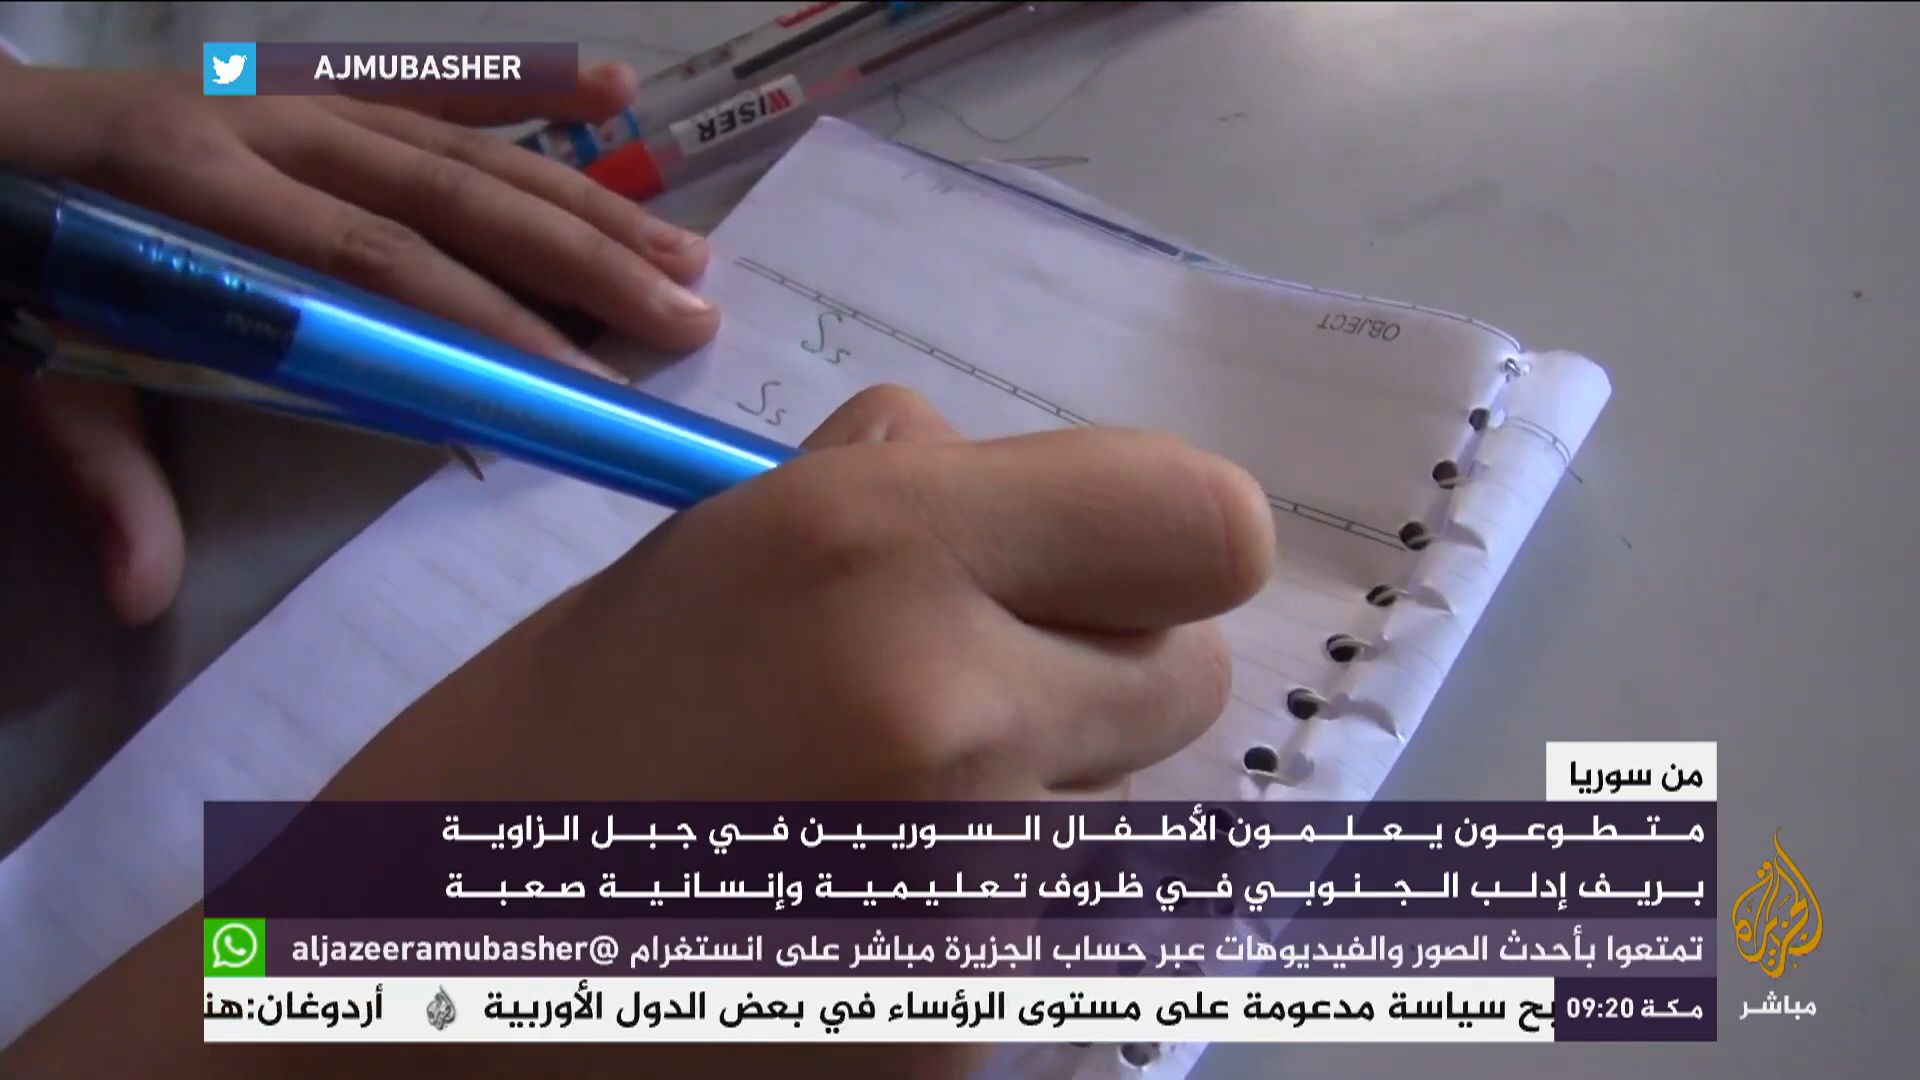 AJMUBASHER
WISER
OBJECT
Ss
Ss
من سوريا
متطوعون يعلمون الأطفال السوريين في جبل الزاوية
بريف إدلب الجنوبي في ظروف تعليمية وإنسانية صعبة
تمتعوا بأحدث الصور والفيديوهات عبر حساب الجزيرة مباشر على انستغرام @aljazeeramubasher
مكة 09:20
سياسة مدعومة على مستوى الرؤساء في بعض الدول الأوربية
أردوغان:
الجزيرة
مباشر